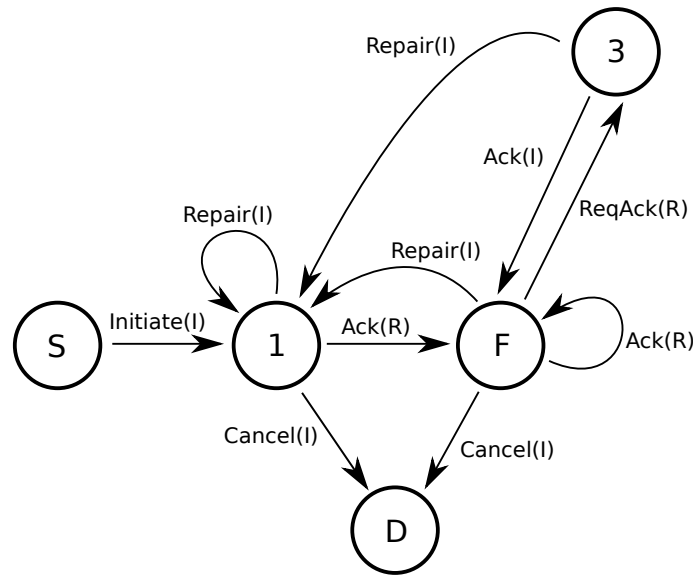 Repair(I)
3
Ack(I)
ReqAck(R)
Repair(I)
Repair(I)
S
Initiate(I)
1
Ack(R)
F
Ack(R)
Cancel(I)
Cancel(I)
D